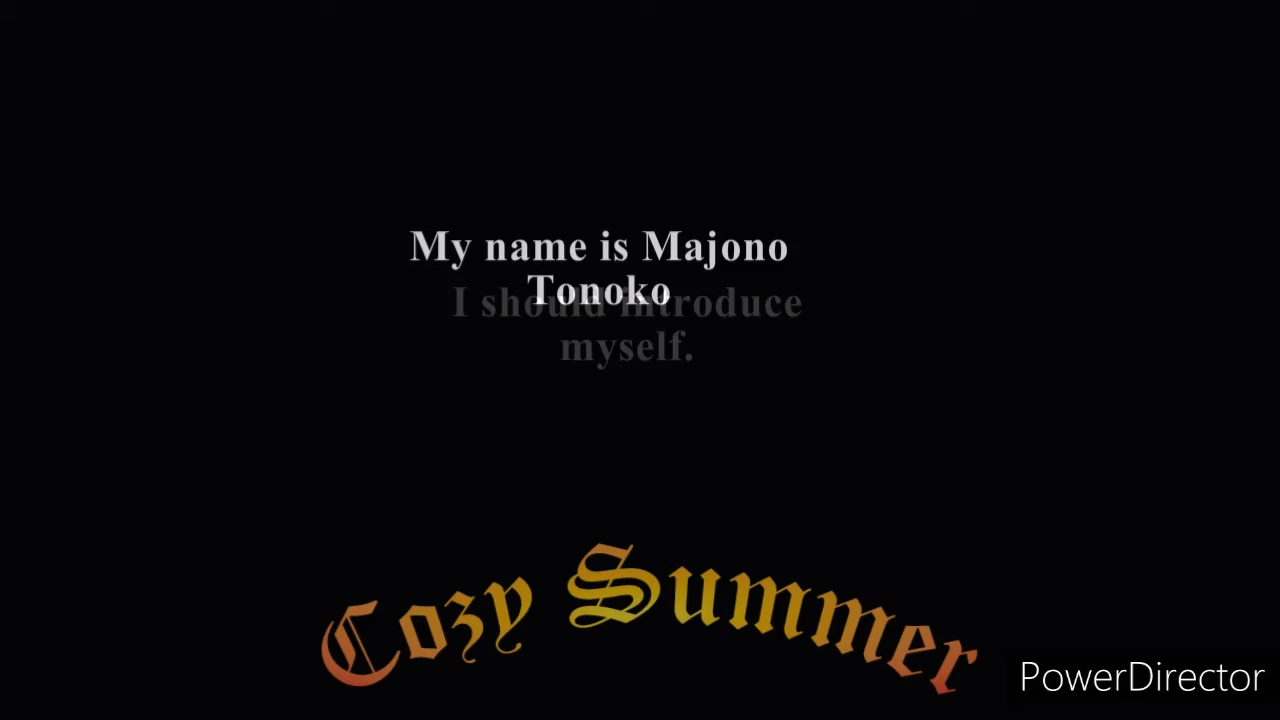 My name is Majono
Tonoko
I should introduce
myself.
Cozy Summer
PowerDirector